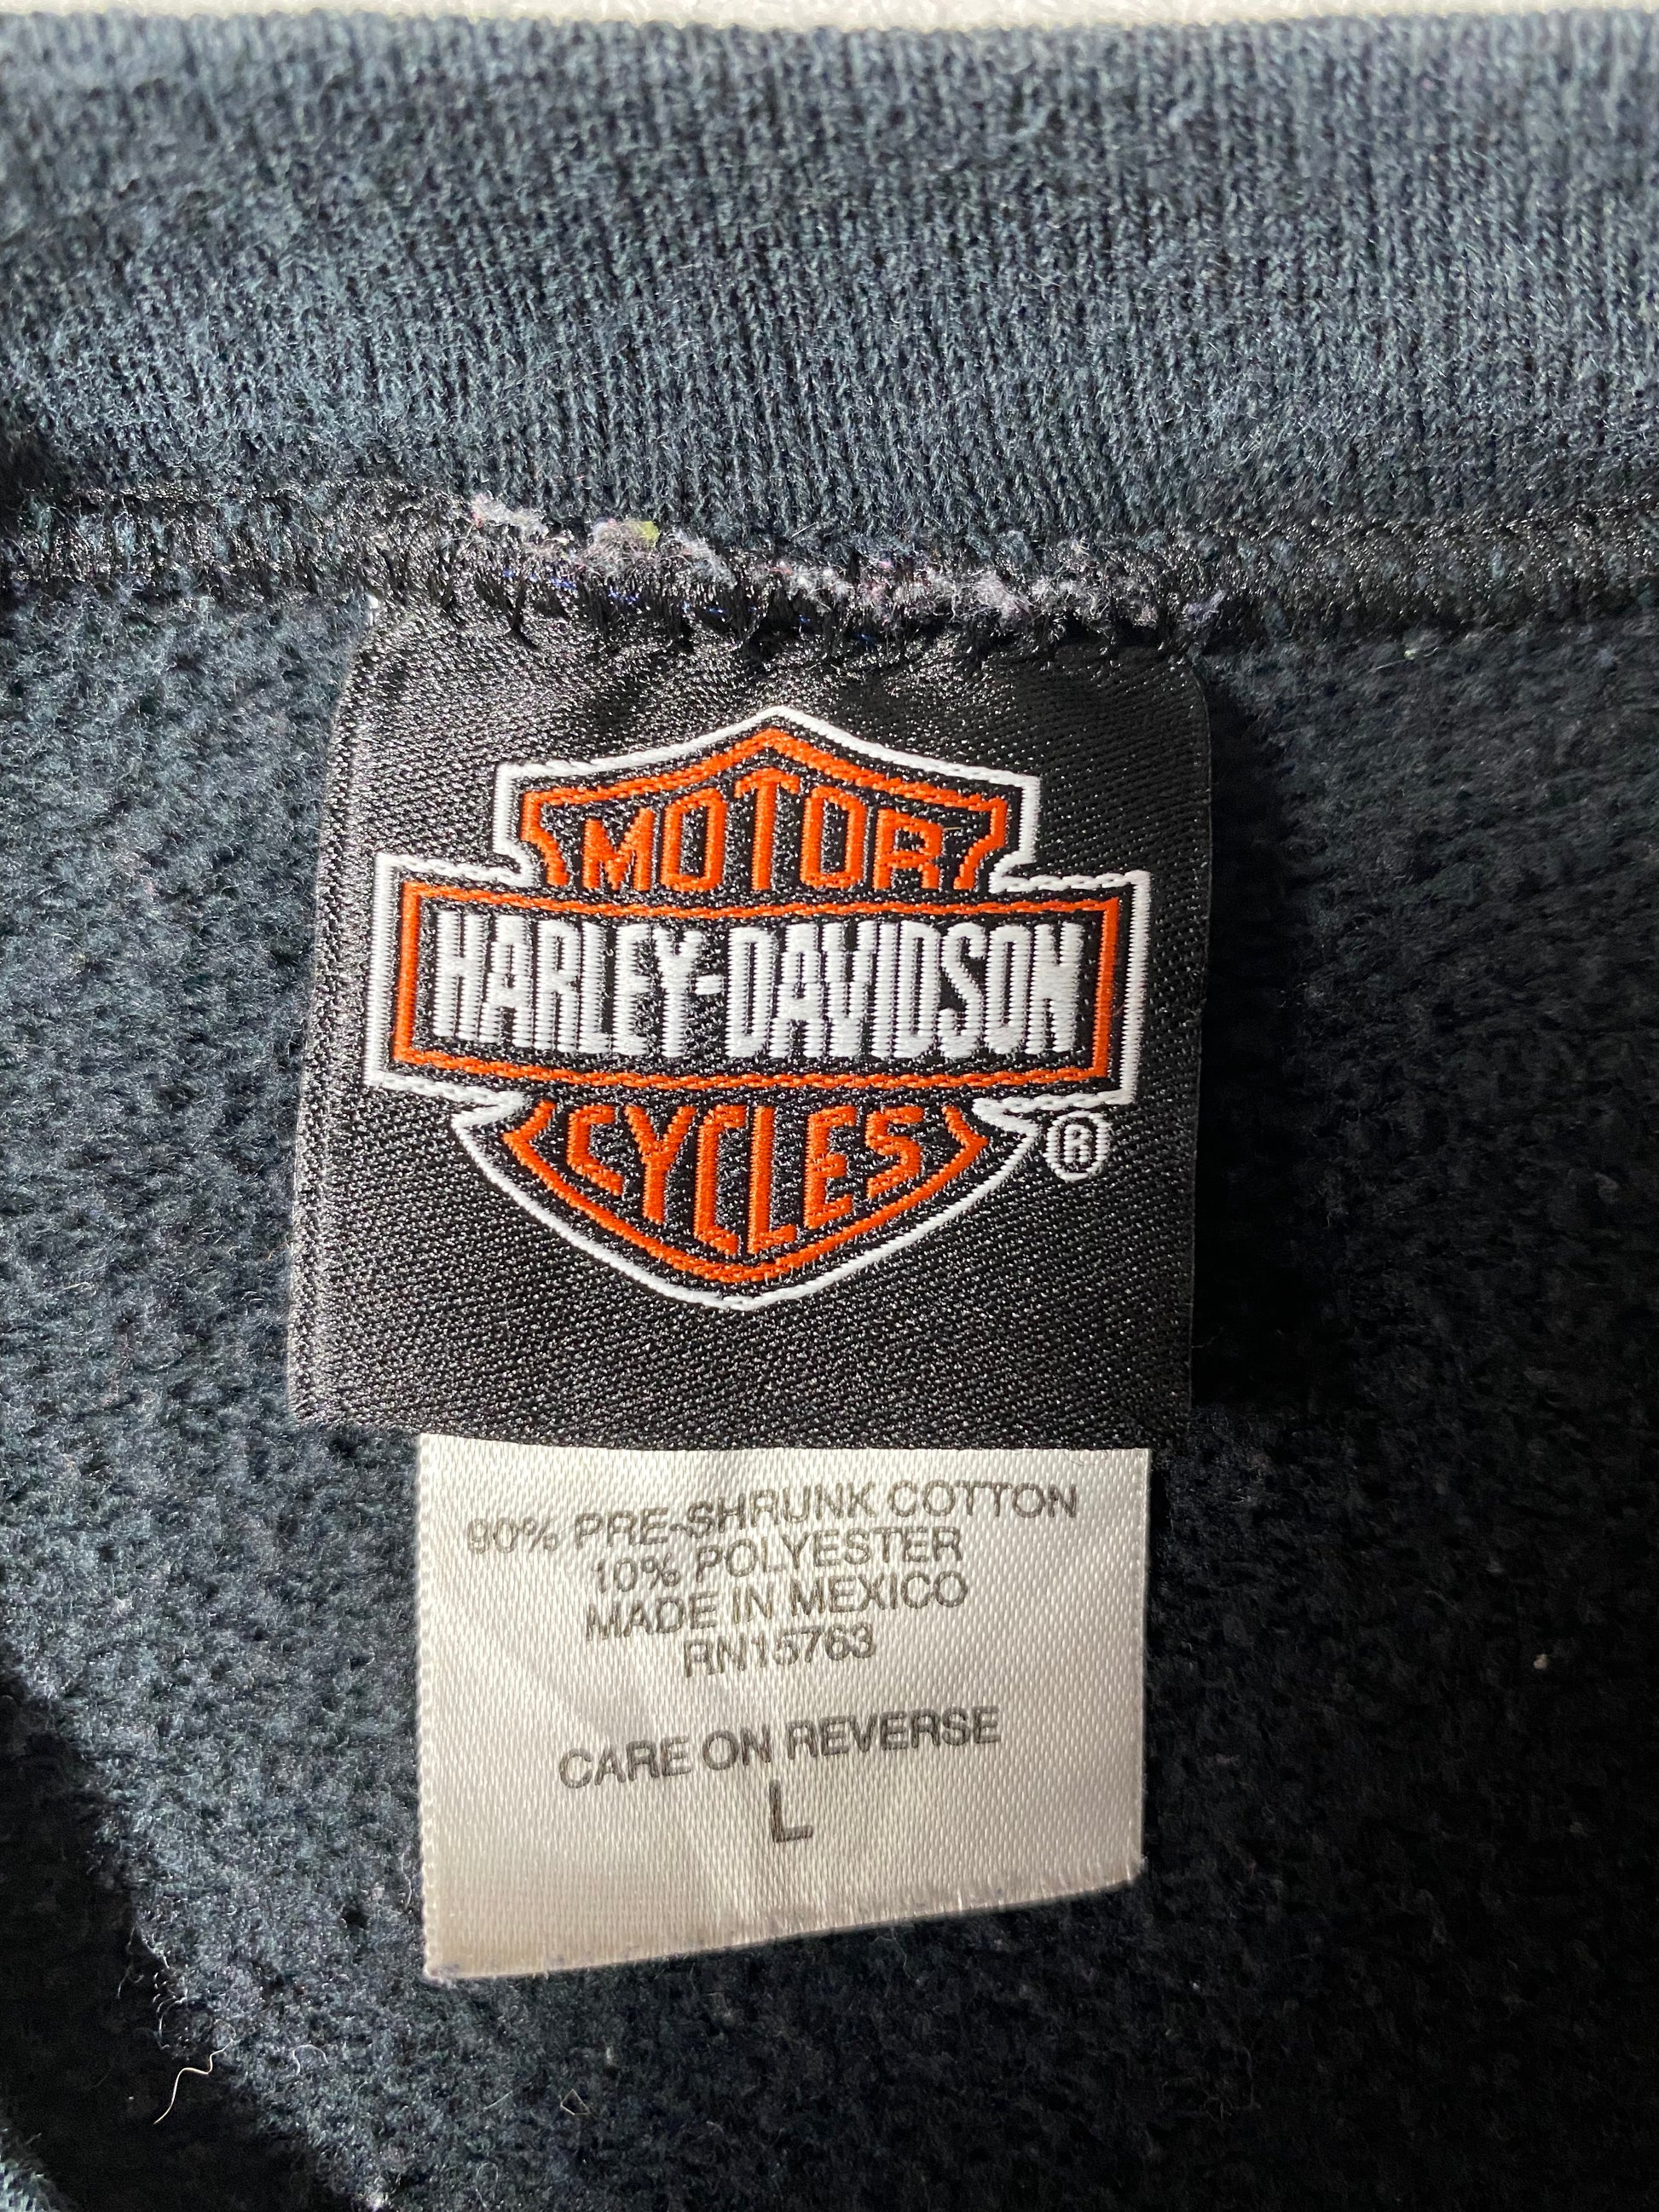 MOTOR
HARLEY-DAVIDSON
CYCLES
®
90% PRE-SHRUNK COTTON
10% POLYESTER
MADE IN MEXICO
RN15763
CARE ON REVERSE
L